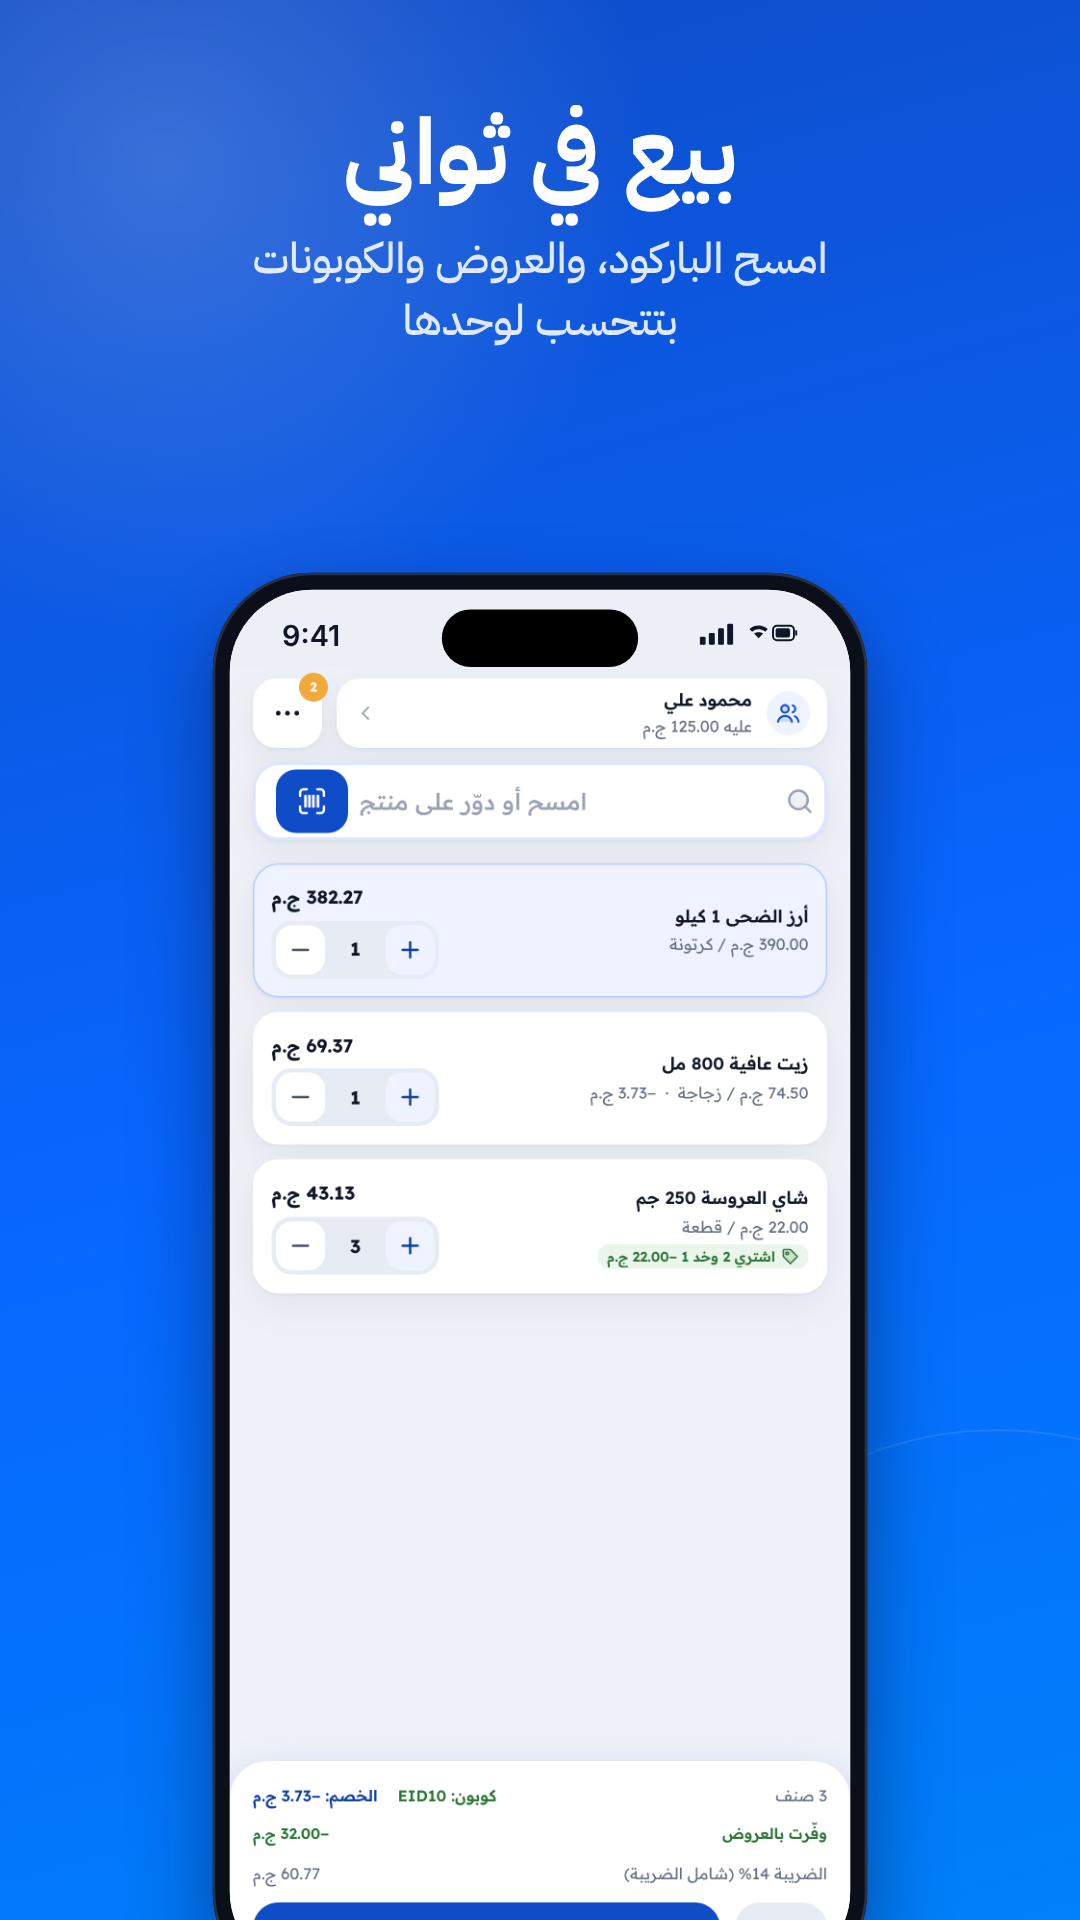 بيع في ثواني
امسح الباركود، والعروض والكوبونات
بتتحسب لوحدها
9:41
محمود علي
عليه 125.00 ج.م
2
امسح أو دوّر على منتج
أرز الضحى 1 كيلو
390.00 ج.م / كرتونة
382.27 ج.م
1
زيت عافية 800 مل
74.50 ج.م / زجاجة · −3.73 ج.م
69.37 ج.م
1
شاي العروسة 250 جم
22.00 ج.م / قطعة
اشتري 2 وخد 1 −22.00 ج.م
43.13 ج.م
3
3 صنف كوبون: EID10 الخصم: −3.73 ج.م
وفّرت بالعروض −32.00 ج.م
الضريبة 14% (شامل الضريبة) 60.77 ج.م